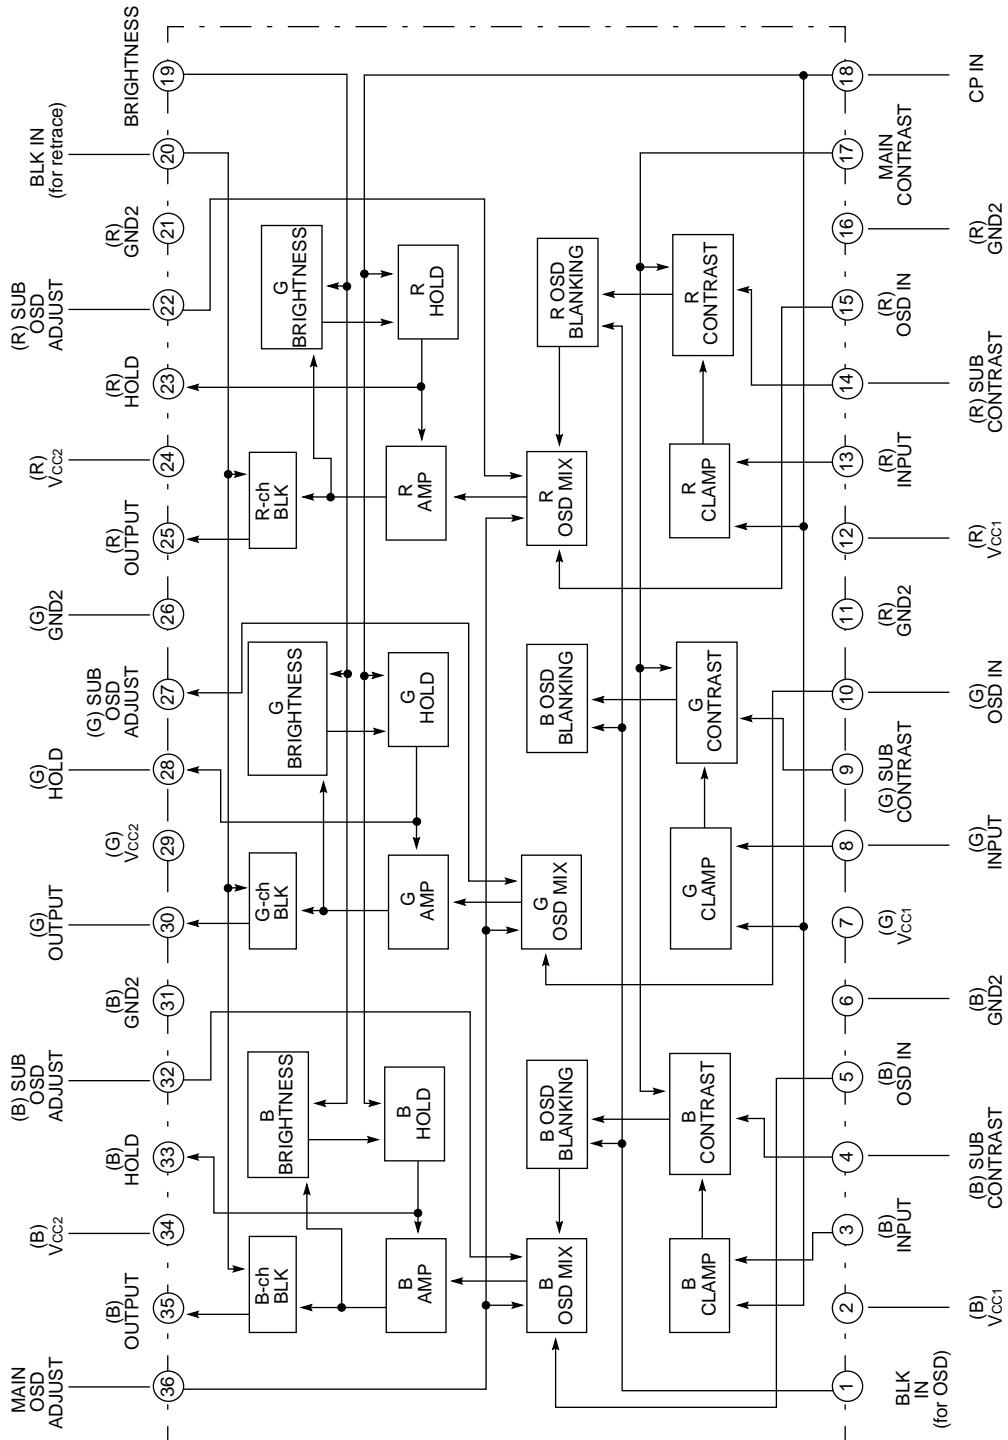 MAIN
OSD
ADJUST
(B)
OUTPUT
(B)
VCC2
(B)
HOLD
(B) SUB
OSD
ADJUST
(B)
GND2
(G)
OUTPUT
(G)
VCC2
(G)
HOLD
(G) SUB
OSD
ADJUST
(G)
GND2
(R)
OUTPUT
(R)
VCC2
(R)
HOLD
(R) SUB
OSD
ADJUST
(R)
GND2
BLK IN
(for retrace)
BRIGHTNESS
36
35
34
33
32
31
30
29
28
27
26
25
24
23
22
21
20
19
B-ch
BLK
B
BRIGHTNESS
G-ch
BLK
G
BRIGHTNESS
R-ch
BLK
G
BRIGHTNESS
B
AMP
B
HOLD
G
AMP
G
HOLD
R
AMP
R
HOLD
B
OSD MIX
B OSD
BLANKING
G
OSD MIX
B OSD
BLANKING
R
OSD MIX
R OSD
BLANKING
B
CLAMP
B
CONTRAST
G
CLAMP
G
CONTRAST
R
CLAMP
R
CONTRAST
1
2
3
4
5
6
7
8
9
10
11
12
13
14
15
16
17
18
BLK
IN
(for OSD)
(B)
VCC1
(B)
INPUT
(B) SUB
CONTRAST
(B)
OSD IN
(B)
GND2
(G)
VCC1
(G)
INPUT
(G) SUB
CONTRAST
(G)
OSD IN
(R)
GND2
(R)
VCC1
(R)
INPUT
(R) SUB
CONTRAST
(R)
OSD IN
(R)
GND2
MAIN
CONTRAST
CP IN